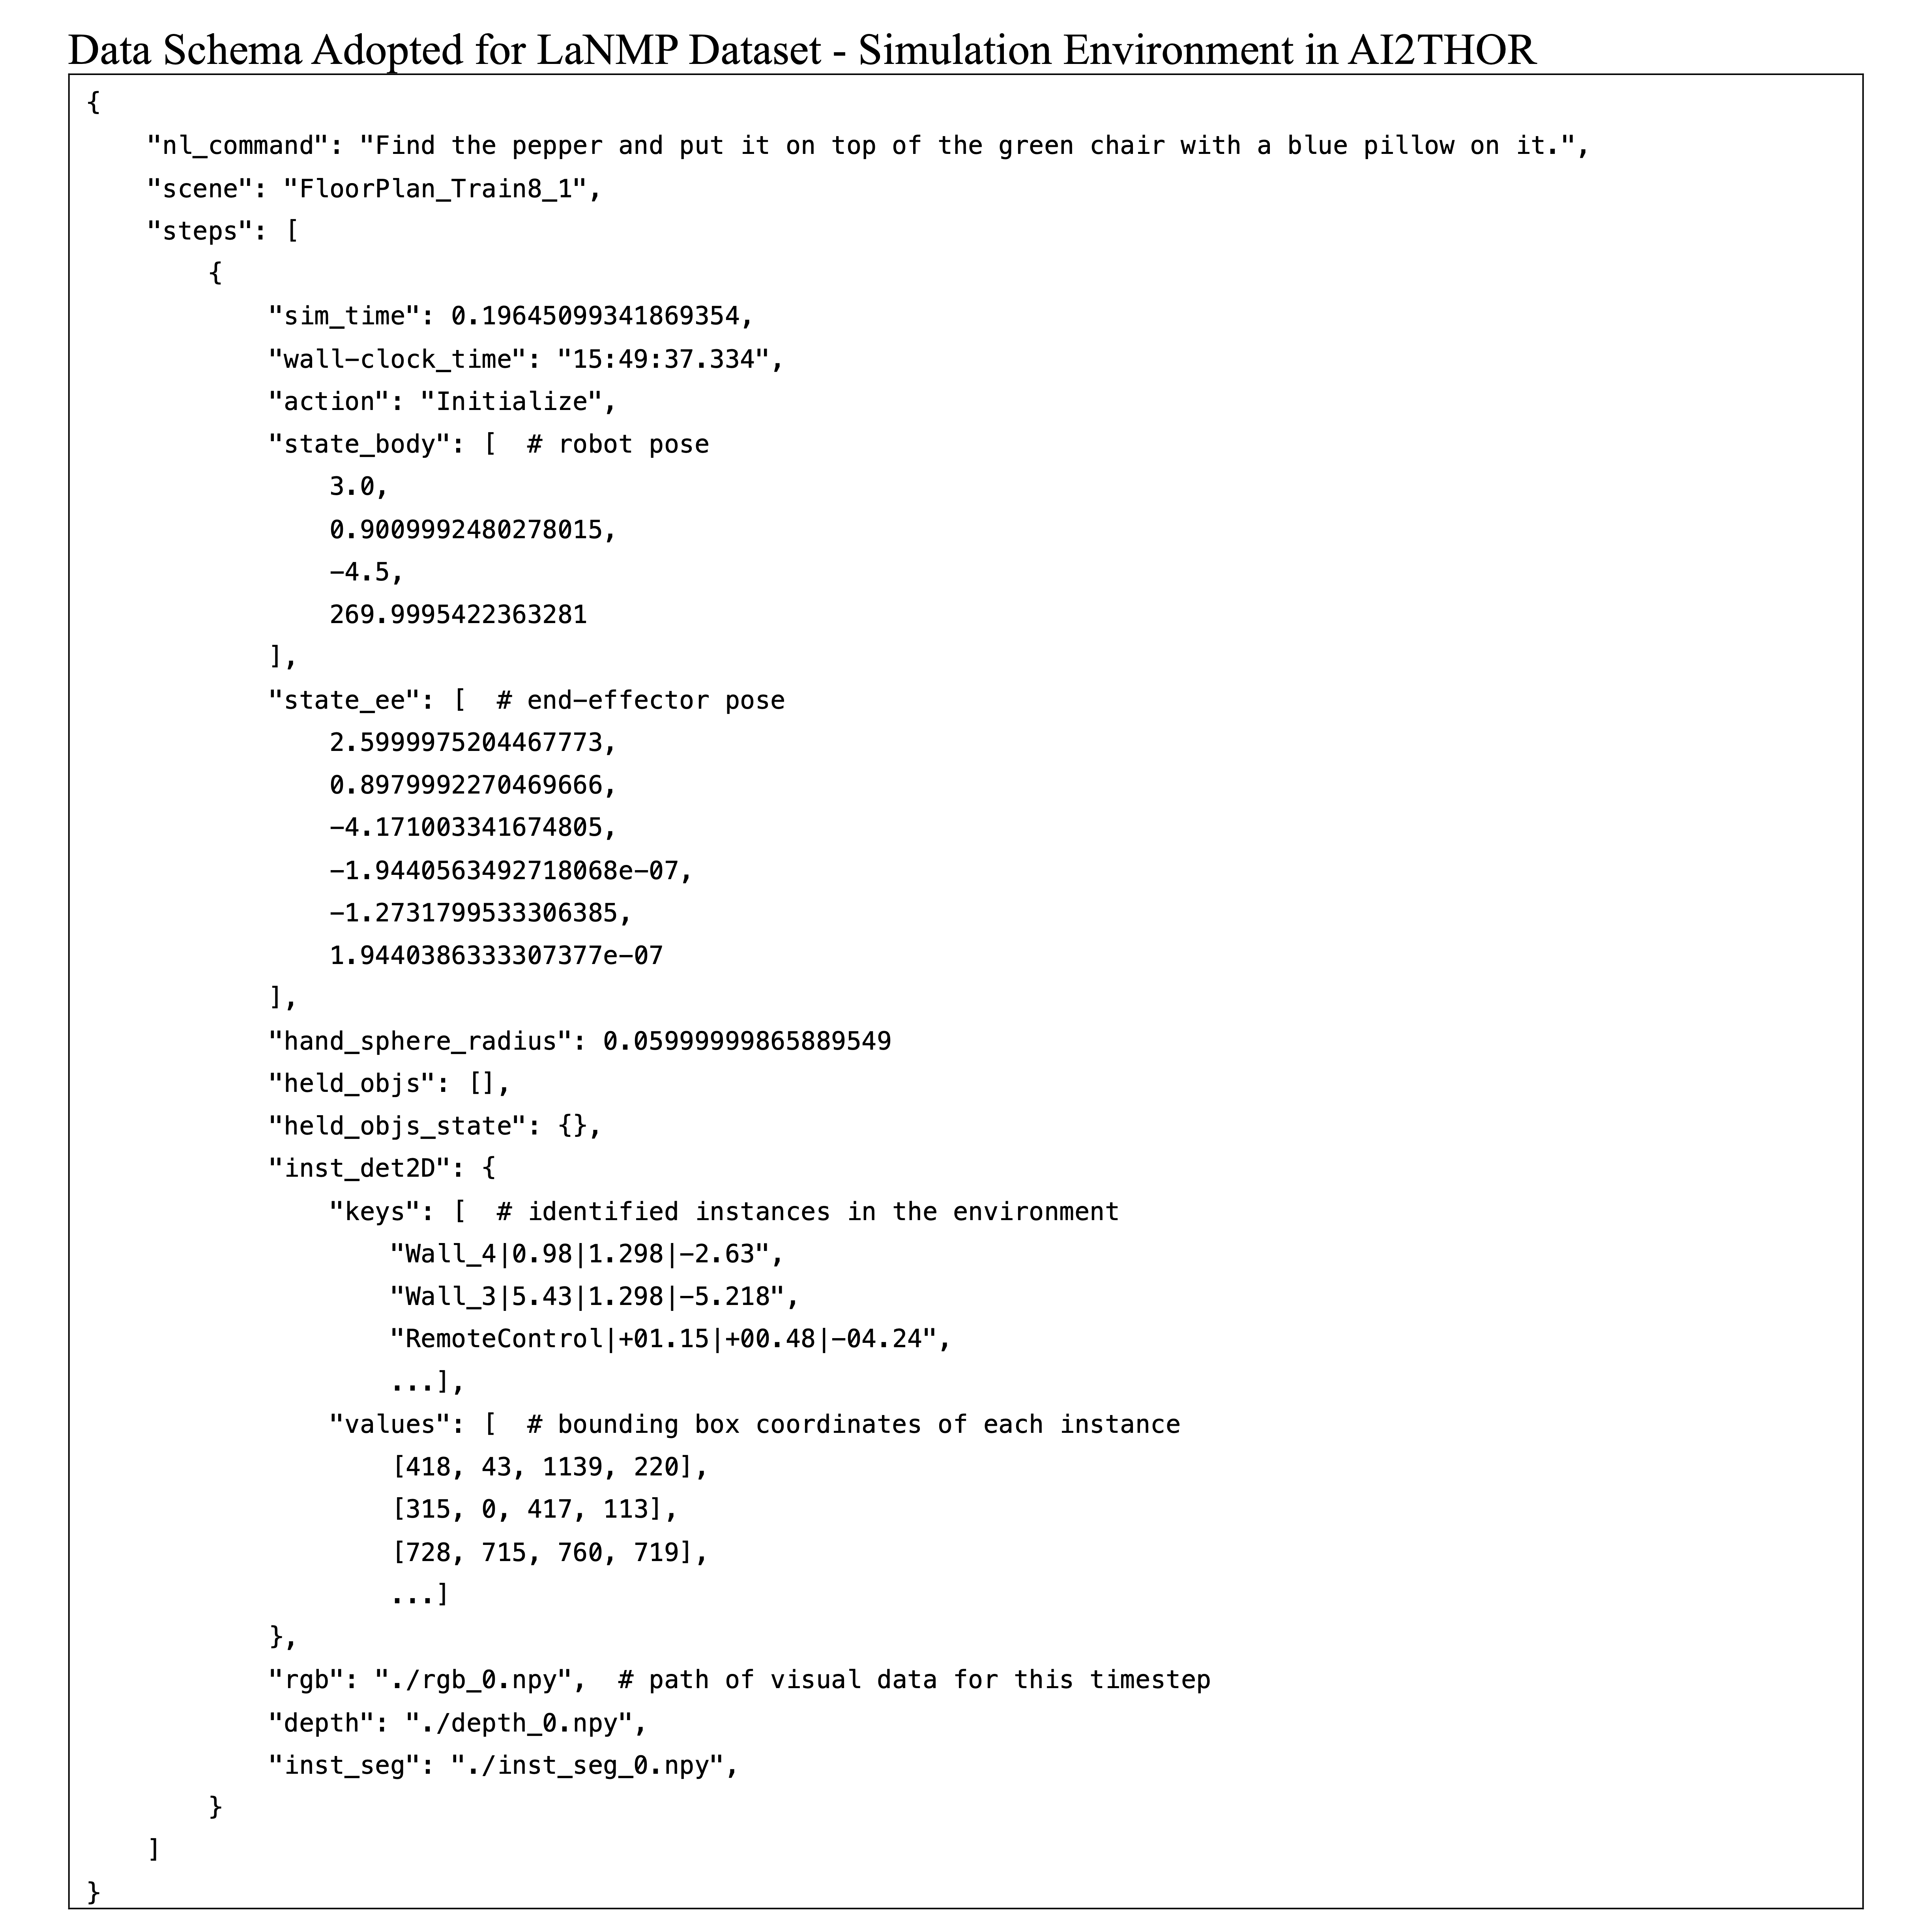 Data Schema Adopted for LaNMP Dataset - Simulation Environment in AI2THOR
{
    "nl_command": "Find the pepper and put it on top of the green chair with a blue pillow on it.",
    "scene": "FloorPlan_Train8_1",
    "steps": [
        {
            "sim_time": 0.19645099341869354,
            "wall-clock_time": "15:49:37.334",
            "action": "Initialize",
            "state_body": [  # robot pose
                3.0,
                0.9009992480278015,
                -4.5,
                269.9995422363281
            ],
            "state_ee": [  # end-effector pose
                2.5999975204467773,
                0.8979992270469666,
                -4.171003341674805,
                -1.9440563492718068e-07,
                -1.2731799533306385,
                1.9440386333307377e-07
            ],
            "hand_sphere_radius": 0.05999999865889549
            "held_objs": [],
            "held_objs_state": {},
            "inst_det2D": {
                "keys": [  # identified instances in the environment
                    "Wall_4|0.98|1.298|-2.63",
                    "Wall_3|5.43|1.298|-5.218",
                    "RemoteControl|+01.15|+00.48|-04.24",
                    ...],
                "values": [  # bounding box coordinates of each instance
                    [418, 43, 1139, 220],
                    [315, 0, 417, 113],
                    [728, 715, 760, 719],
                    ...]
            },
            "rgb": "./rgb_0.npy",  # path of visual data for this timestep
            "depth": "./depth_0.npy",
            "inst_seg": "./inst_seg_0.npy",
        }
    ]
}